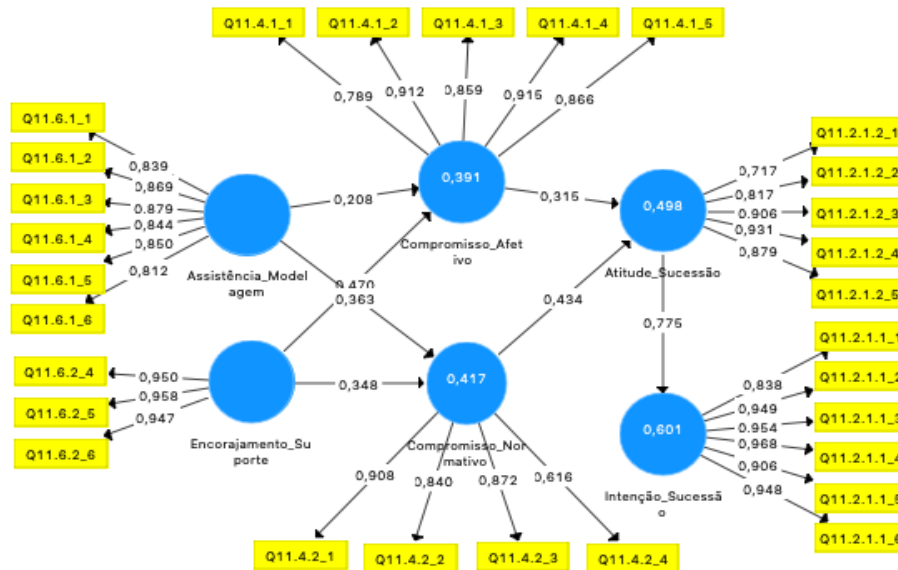 Q11.4.1_1
Q11.4.1_2
Q11.4.1_3
Q11.4.1_4
Q11.4.1_5
0,789
0,912
0,859
0,915
0,866
Q11.6.1_1
Q11.6.1_2
Q11.6.1_3
Q11.6.1_4
Q11.6.1_5
Q11.6.1_6
0,839
0,869
0,879
0,844
0,850
0,812
Assistência_Model
agem
0,208
0,470
0,363
0,391
Compromisso_Afet
ivo
0,315
0,498
Atitude_Sucessão
0,717
0,817
0,906
0,931
0,879
Q11.2.1.2_1
Q11.2.1.2_2
Q11.2.1.2_3
Q11.2.1.2_4
Q11.2.1.2_5
0,434
0,775
Q11.6.2_4
Q11.6.2_5
Q11.6.2_6
0,950
0,958
0,947
Encorajamento_Su
porte
0,348
0,417
Compromisso_Nor
mativo
0,908
0,840
0,872
0,616
Q11.4.2_1
Q11.4.2_2
Q11.4.2_3
Q11.4.2_4
0,601
Intenção_Sucessã
o
0,838
0,949
0,954
0,968
0,906
0,948
Q11.2.1.1_1
Q11.2.1.1_2
Q11.2.1.1_3
Q11.2.1.1_4
Q11.2.1.1_5
Q11.2.1.1_6